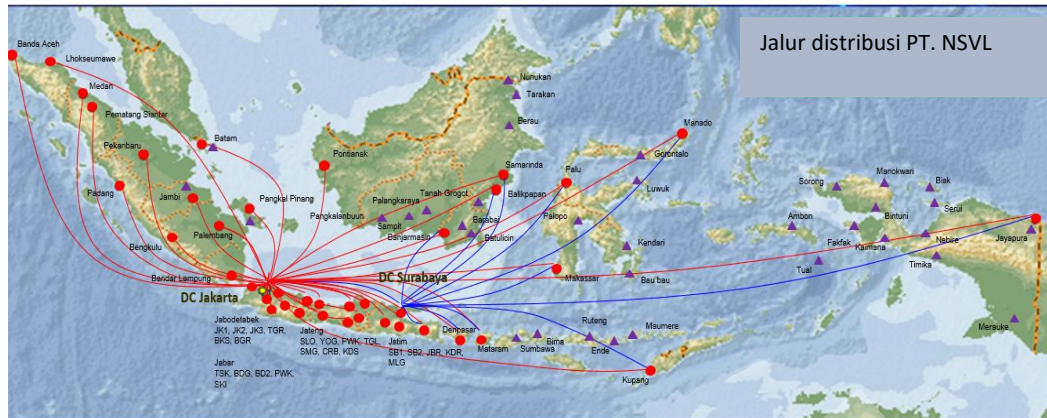 Jalur distribusi PT. NSVL
Banda Aceh
Lhokseumawe
Medan
Pematang Siantar
Pekanbaru
Batam
Padang
Jambi
Pangkal Pinang
Palembang
Bengkulu
Bandar Lampung
DC Jakarta
Jabodetabek
JK1, JK2, JK3, TGR,
BKS, BGR
Jabar
TSK, BDG, BD2, PWK,
SKI
Jateng
SLO, YOG, PWK, TGL,
SMG, CRB, KDS
DC Surabaya
Jatim
SB1, SB2, JBR, KDR,
MLG
Pontianak
Pangkalanbuun
Sampit
Palangkaraya
Tanah Grogot
Banjarmasin
Barabai
Batulicin
Balikpapan
Samarinda
Berau
Tarakan
Nunukan
Manado
Gorontalo
Palu
Luwuk
Palopo
Kendari
Makassar
Bau'bau
Denpasar
Mataram
Sumbawa
Bima
Ruteng
Ende
Maumere
Kupang
Sorong
Manokwari
Biak
Serui
Bintuni
Ambon
Fakfak
Kaimana
Nabire
Jayapura
Tual
Timika
Merauke